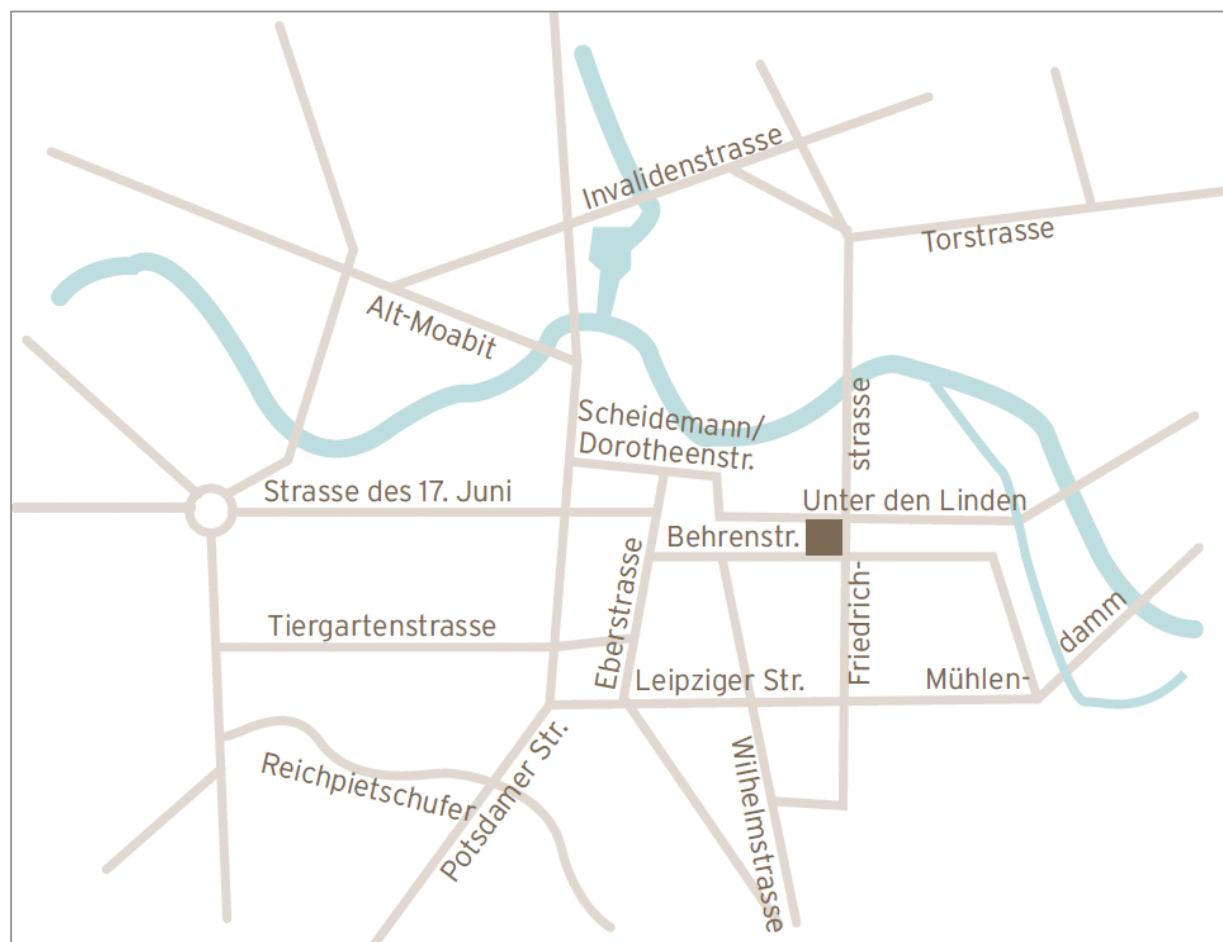 Invalidenstrasse
Torstrasse
Alt-Moabit
Scheidemann/
Dorotheenstr.
strasse
Strasse des 17. Juni
Unter den Linden
Behrenstr.
Eberstrasse
Friedrich-
damm
Tiergartenstrasse
Leipziger Str.
Mühlen-
Reichpietschufer
Potsdamer Str.
Wilhelmstrasse